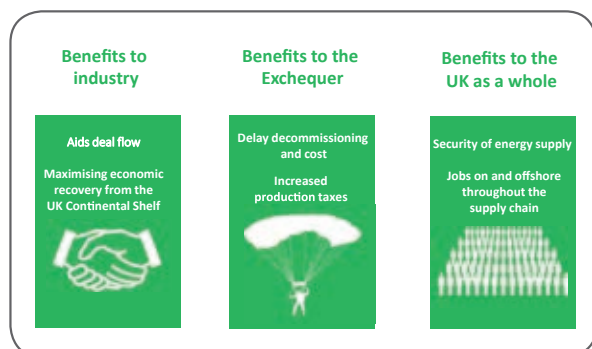 Benefits to
industry
Aids deal flow
Maximising economic
recovery from the
UK Continental Shelf
Benefits to the
Exchequer
Delay decommissioning
and cost
Increased
production taxes
Benefits to the
UK as a whole
Security of energy supply
Jobs on and offshore
throughout the
supply chain